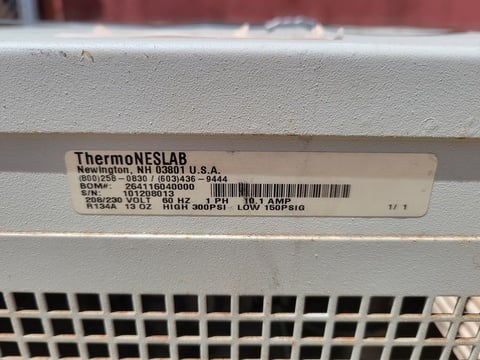 ThermoNESLAB
Newington, NH 03801 U.S.A.
(800)258-0830 / (603)436-9444
BOM#: 264116040000
S/N: 101208013
208/230 VOLT 60 HZ 1 PH 10.1 AMP
R134A 13 OZ HIGH 300PSI LOW 150PSIG 1/ 1